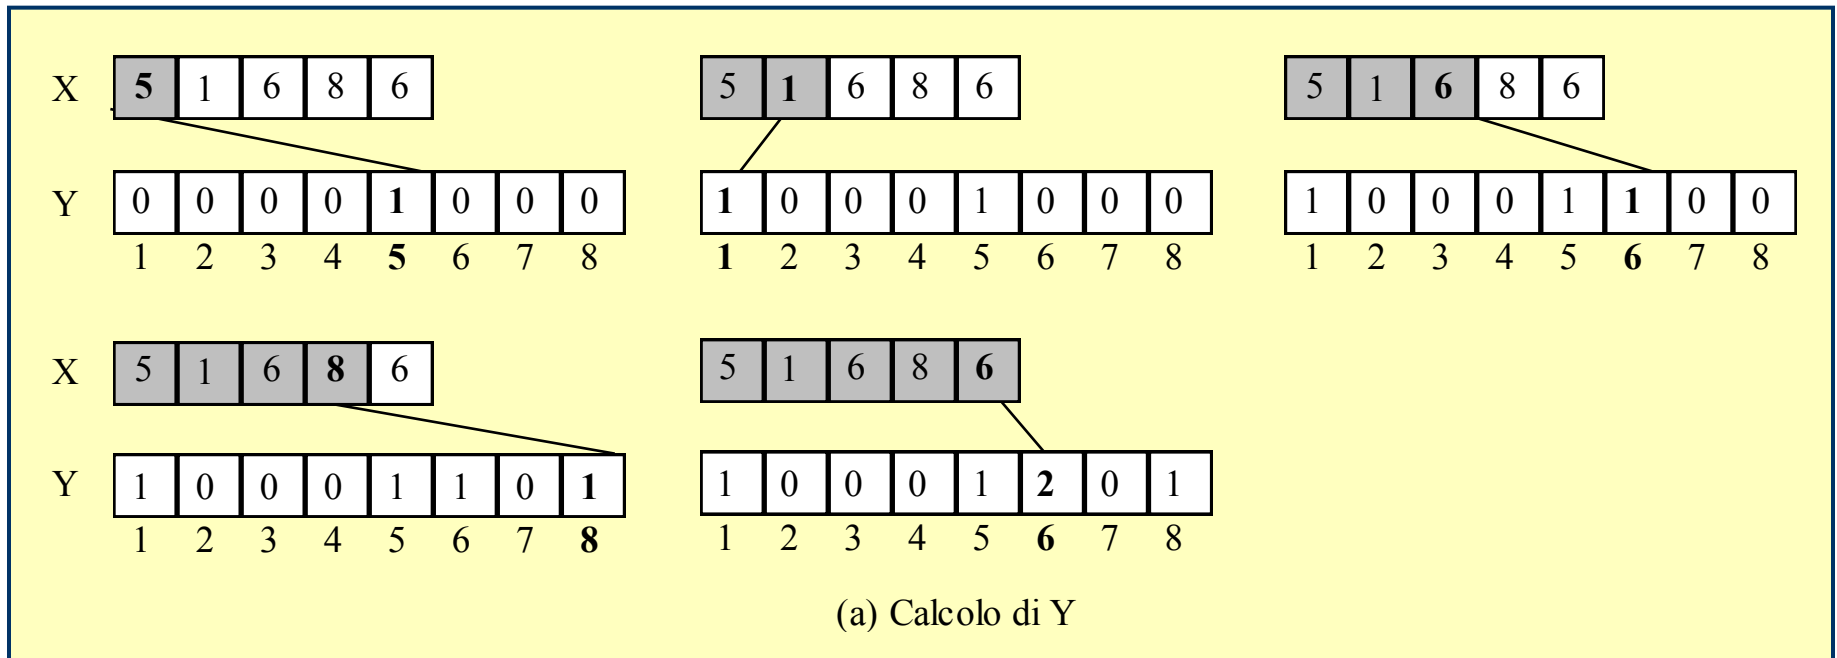 X 5 1 6 8 6 5 1 6 8 6 5 1 6 8 6
Y 0 0 0 0 1 0 0 0 1 0 0 0 1 0 0 0 1 0 0 0 1 1 0 0
1 2 3 4 5 6 7 8 1 2 3 4 5 6 7 8 1 2 3 4 5 6 7 8
X 5 1 6 8 6 5 1 6 8 6
Y 1 0 0 0 1 1 0 1 1 0 0 0 1 2 0 1
1 2 3 4 5 6 7 8 1 2 3 4 5 6 7 8
(a) Calcolo di Y